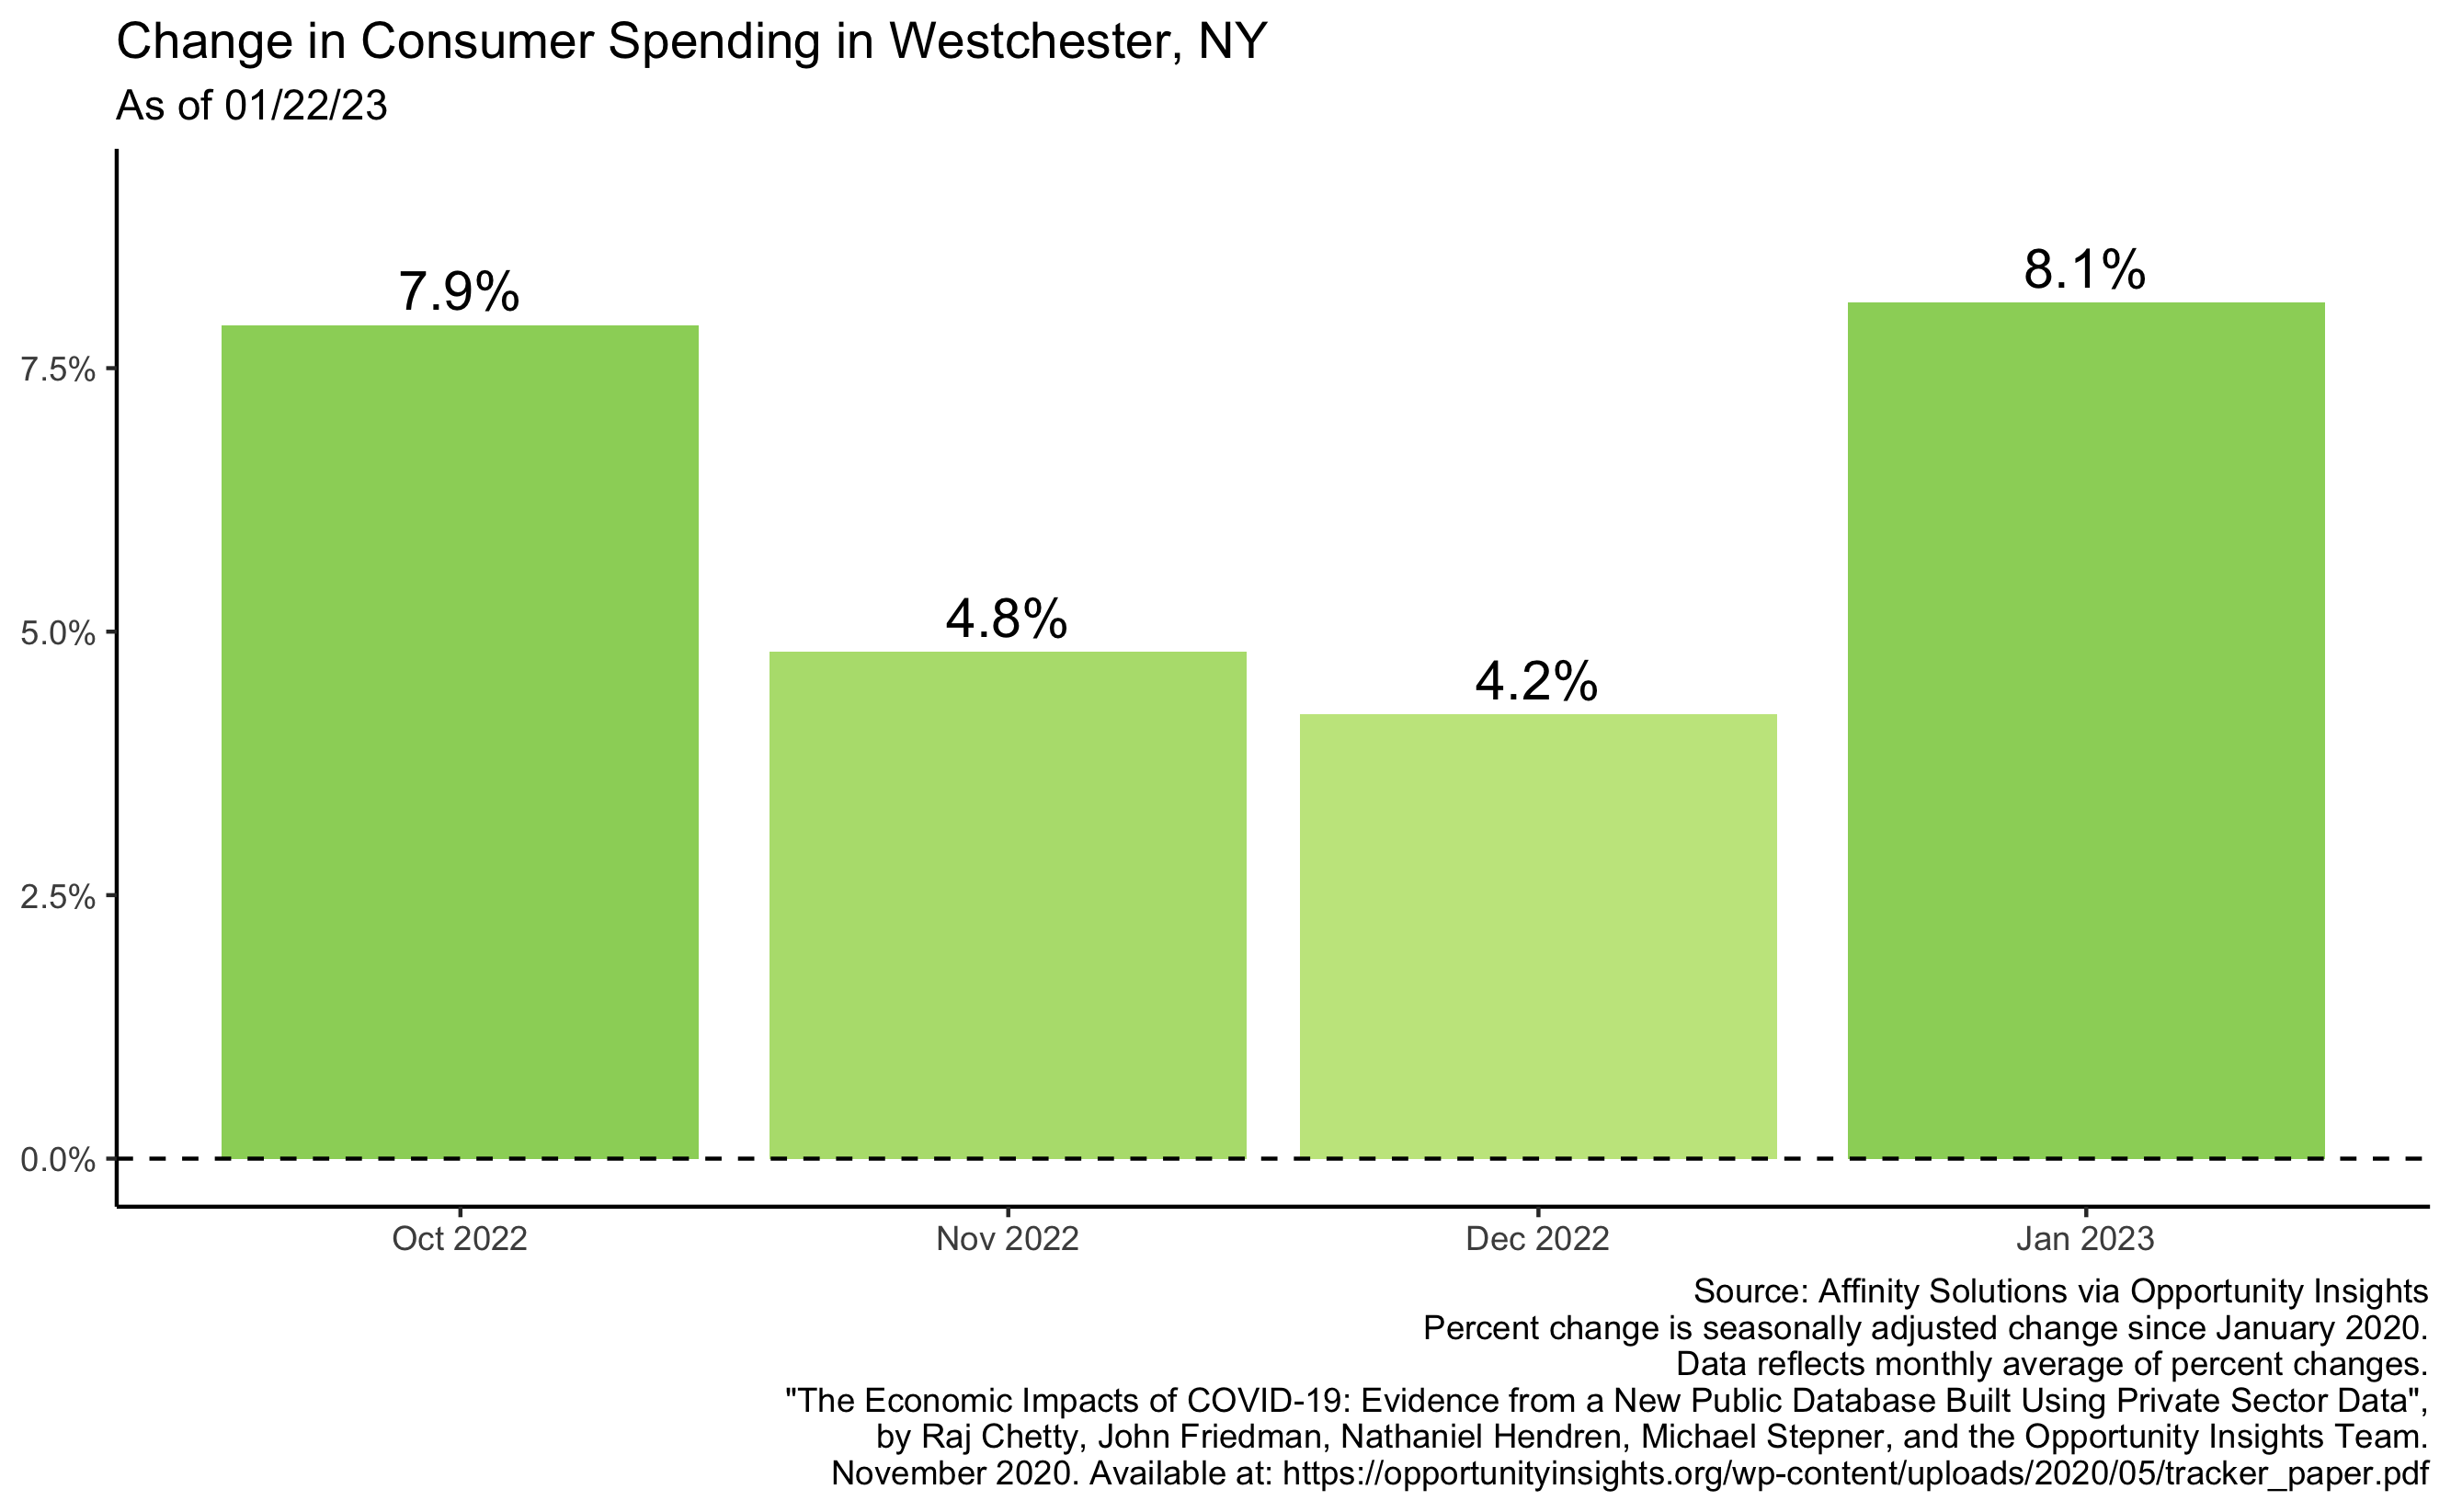 Change in Consumer Spending in Westchester, NY
As of 01/22/23
7.9%
4.8%
4.2%
8.1%
7.5%
5.0%
2.5%
0.0%
Oct 2022
Nov 2022
Dec 2022
Jan 2023
Source: Affinity Solutions via Opportunity Insights
Percent change is seasonally adjusted change since January 2020.
Data reflects monthly average of percent changes.
"The Economic Impacts of COVID-19: Evidence from a New Public Database Built Using Private Sector Data",
by Raj Chetty, John Friedman, Nathaniel Hendren, Michael Stepner, and the Opportunity Insights Team.
November 2020. Available at: https://opportunityinsights.org/wp-content/uploads/2020/05/tracker_paper.pdf